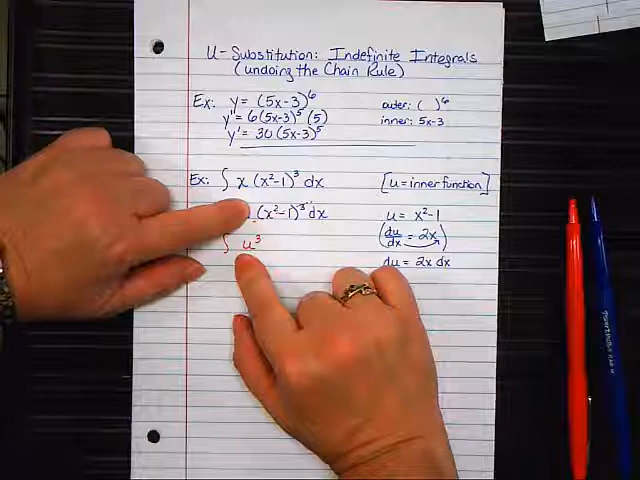 U-Substitution: Indefinite Integrals
(undoing the Chain Rule)
Ex: y = (5x-3)⁶
y' = 6(5x-3)⁵ (5)
y' = 30(5x-3)⁵
outer: ( )⁶
inner: 5x-3
Ex: ∫ x (x²-1)³ dx
[u = inner function]
(x²-1)³ dx
∫ u³
u = x²-1
(du/dx = 2x)
du = 2x dx